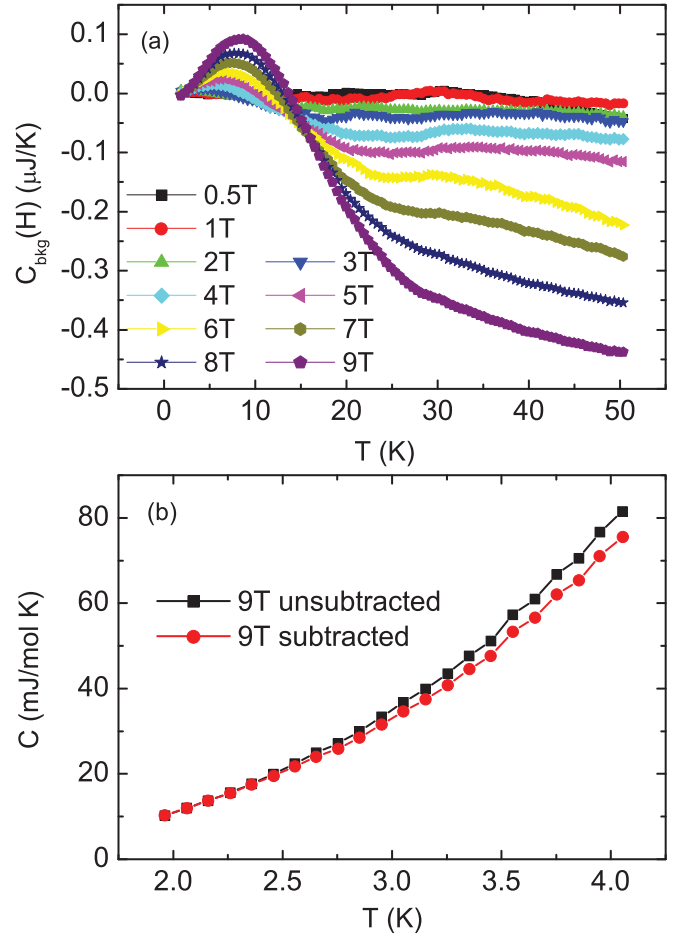 (a)
0.1
0.0
-0.1
-0.2
-0.3
-0.4
-0.5
C_bkg(H) (μJ/K)
0.5T
1T
2T 3T
4T 5T
6T 7T
8T 9T
0 10 20 30 40 50
T (K)
(b)
80
60
40
20
0
C (mJ/mol K)
9T unsubtracted
9T subtracted
2.0 2.5 3.0 3.5 4.0
T (K)